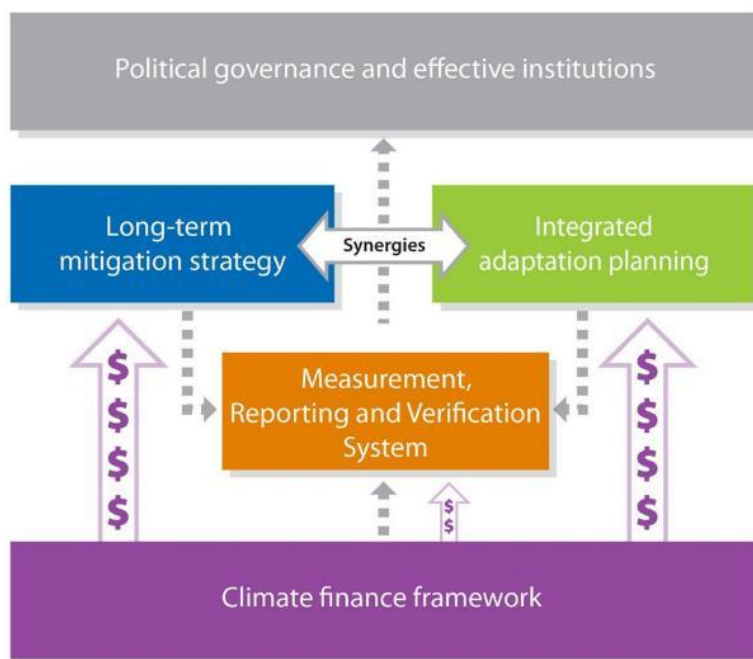 Political governance and effective institutions
Long-term
mitigation strategy
Synergies
Integrated
adaptation planning
Measurement,
Reporting and Verification
System
$
$
$
$
$
$
$
$
$
$
Climate finance framework